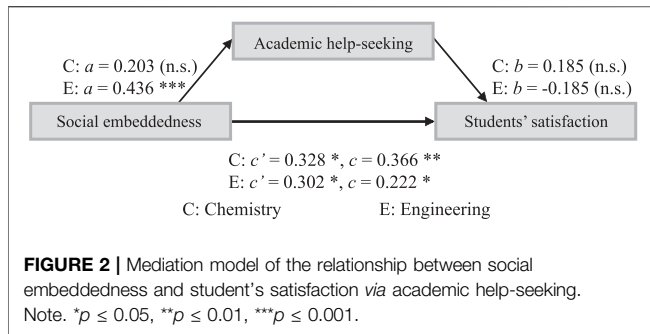 Academic help-seeking
C: a = 0.203 (n.s.)
E: a = 0.436 ***
C: b = 0.185 (n.s.)
E: b = -0.185 (n.s.)
Social embeddedness
Students' satisfaction
C: c' = 0.328 *, c = 0.366 **
E: c' = 0.302 *, c = 0.222 *
C: Chemistry E: Engineering
FIGURE 2 | Mediation model of the relationship between social
embeddedness and student's satisfaction via academic help-seeking.
Note. *p ≤ 0.05, **p ≤ 0.01, ***p ≤ 0.001.